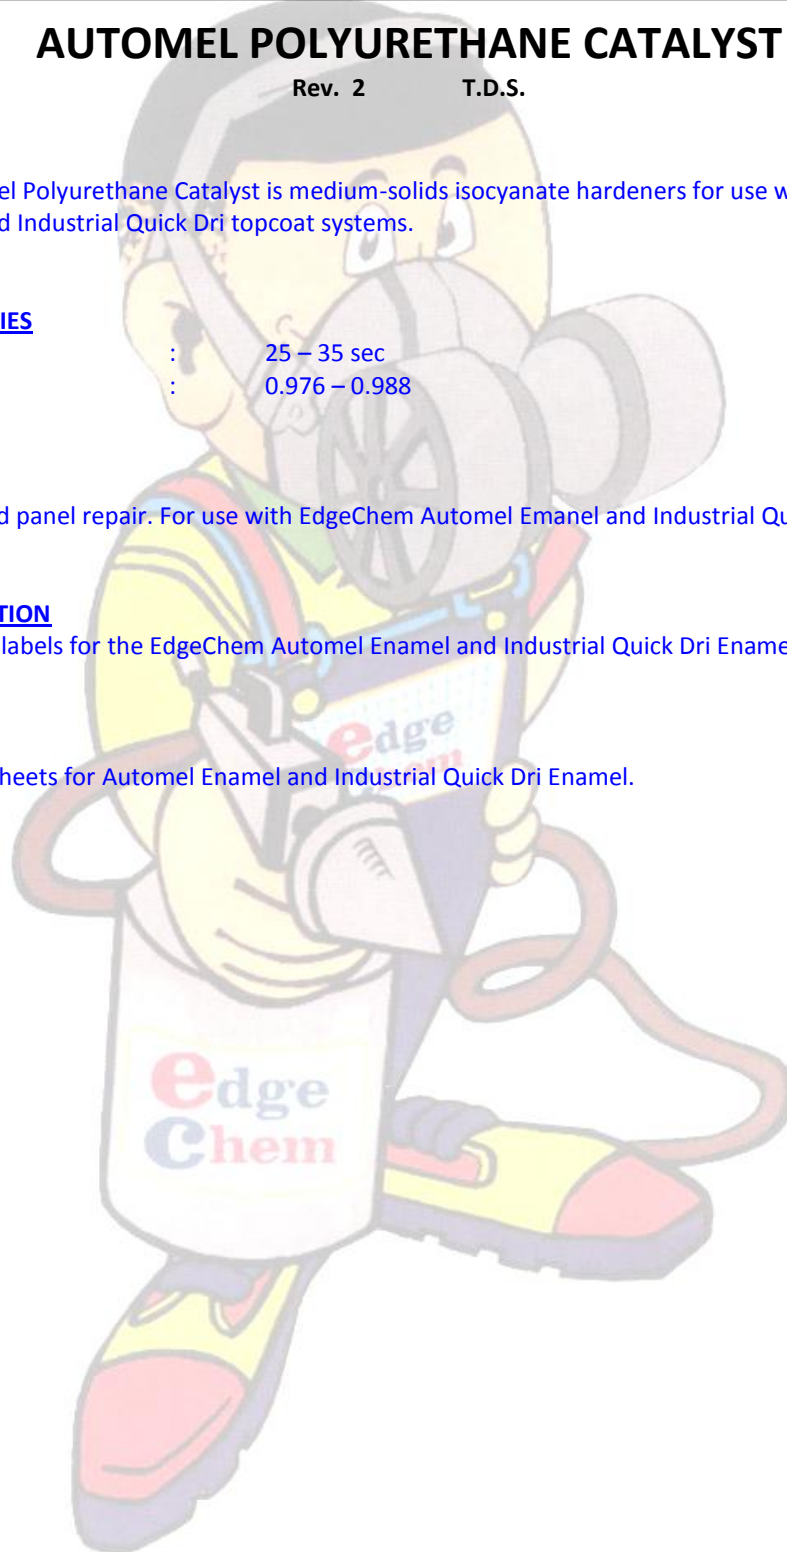 AUTOMEL POLYURETHANE CATALYST
Rev. 2 T.D.S.
el Polyurethane Catalyst is medium-solids isocyanate hardeners for use w
d Industrial Quick Dri topcoat systems.
IES
: 25 – 35 sec
: 0.976 – 0.988
d panel repair. For use with EdgeChem Automel Emanel and Industrial Qu
TION
labels for the EdgeChem Automel Enamel and Industrial Quick Dri Ename
heets for Automel Enamel and Industrial Quick Dri Enamel.
edge
Chem
edge
Chem